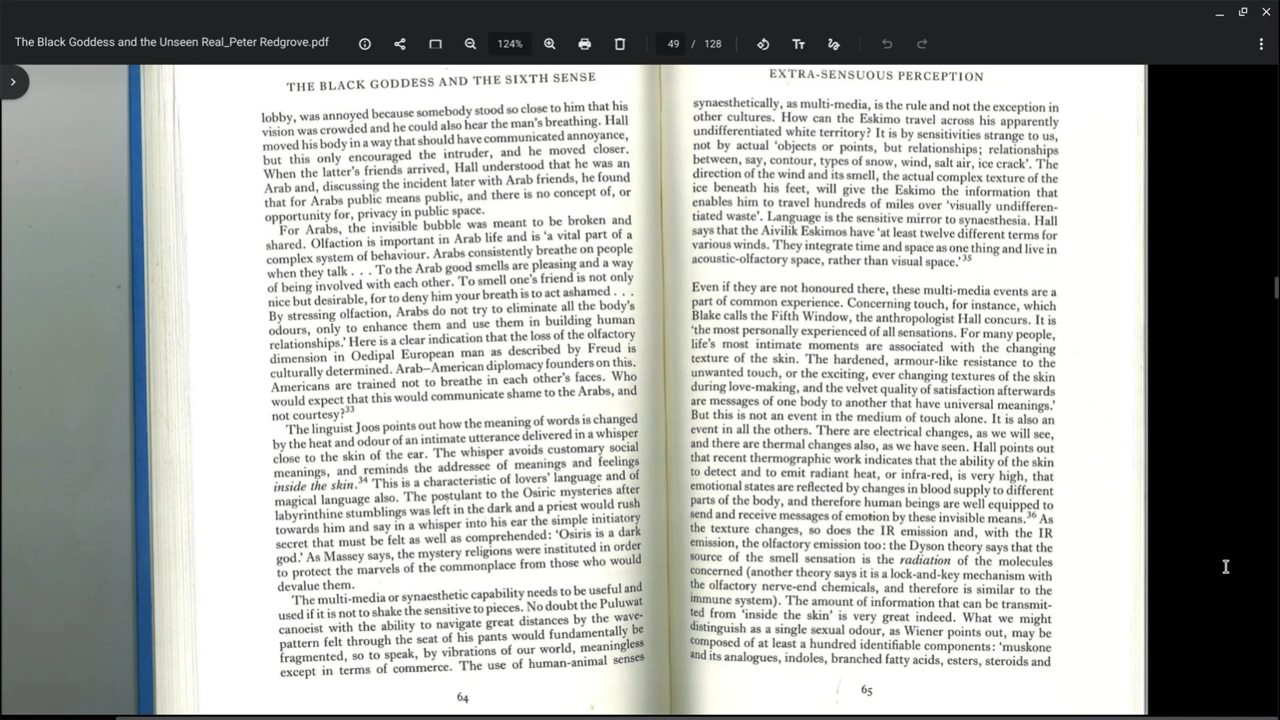 The Black Goddess and the Unseen Real_Peter Redgrove.pdf
124%
49 / 128
THE BLACK GODDESS AND THE SIXTH SENSE
lobby, was annoyed because somebody stood so close to him that his
vision was crowded and he could also hear the man's breathing. Hall
moved his body in a way that should have communicated annoyance,
but this only encouraged the intruder, and he moved closer.
When the latter's friends arrived, Hall understood that he was an
Arab and, discussing the incident later with Arab friends, he found
that for Arabs public means public, and there is no concept of, or
opportunity for, privacy in public space.
For Arabs, the invisible bubble was meant to be broken and
shared. Olfaction is important in Arab life and is 'a vital part of a
complex system of behaviour. Arabs consistently breathe on people
when they talk . . . To the Arab good smells are pleasing and a way
of being involved with each other. To smell one's friend is not only
nice but desirable, for to deny him your breath is to act ashamed . . .
By stressing olfaction, Arabs do not try to eliminate all the body's
odours, only to enhance them and use them in building human
relationships.' Here is a clear indication that the loss of the olfactory
dimension in Oedipal European man as described by Freud is
culturally determined. Arab–American diplomacy founders on this.
Americans are trained not to breathe in each other's faces. Who
would expect that this would communicate shame to the Arabs, and
not courtesy?33
The linguist Joos points out how the meaning of words is changed
by the heat and odour of an intimate utterance delivered in a whisper
close to the skin of the ear. The whisper avoids customary social
meanings, and reminds the addressee of meanings and feelings
inside the skin.34 This is a characteristic of lovers' language and of
magical language also. The postulant to the Osiric mysteries after
labyrinthine stumblings was left in the dark and a priest would rush
towards him and say in a whisper into his ear the simple initiatory
secret that must be felt as well as comprehended: 'Osiris is a dark
god.' As Massey says, the mystery religions were instituted in order
to protect the marvels of the commonplace from those who would
devalue them.
The multi-media or synaesthetic capability needs to be useful and
used if it is not to shake the sensitive to pieces. No doubt the Puluwat
canoeist with the ability to navigate great distances by the wave-
pattern felt through the seat of his pants would fundamentally be
fragmented, so to speak, by vibrations of our world, meaningless
except in terms of commerce. The use of human-animal senses
64
EXTRA-SENSUOUS PERCEPTION
synaesthetically, as multi-media, is the rule and not the exception in
other cultures. How can the Eskimo travel across his apparently
undifferentiated white territory? It is by sensitivities strange to us,
not by actual 'objects or points, but relationships; relationships
between, say, contour, types of snow, wind, salt air, ice crack'. The
direction of the wind and its smell, the actual complex texture of the
ice beneath his feet, will give the Eskimo the information that
enables him to travel hundreds of miles over 'visually undifferen-
tiated waste'. Language is the sensitive mirror to synaesthesia. Hall
says that the Aivilik Eskimos have 'at least twelve different terms for
various winds. They integrate time and space as one thing and live in
acoustic-olfactory space, rather than visual space.'35
Even if they are not honoured there, these multi-media events are a
part of common experience. Concerning touch, for instance, which
Blake calls the Fifth Window, the anthropologist Hall concurs. It is
'the most personally experienced of all sensations. For many people,
life's most intimate moments are associated with the changing
texture of the skin. The hardened, armour-like resistance to the
unwanted touch, or the exciting, ever changing textures of the skin
during love-making, and the velvet quality of satisfaction afterwards
are messages of one body to another that have universal meanings.'
But this is not an event in the medium of touch alone. It is also an
event in all the others. There are electrical changes, as we will see,
and there are thermal changes also, as we have seen. Hall points out
that recent thermographic work indicates that the ability of the skin
to detect and to emit radiant heat, or infra-red, is very high, that
emotional states are reflected by changes in blood supply to different
parts of the body, and therefore human beings are well equipped to
send and receive messages of emotion by these invisible means.36 As
the texture changes, so does the IR emission and, with the IR
emission, the olfactory emission too: the Dyson theory says that the
source of the smell sensation is the radiation of the molecules
concerned (another theory says it is a lock-and-key mechanism with
the olfactory nerve-end chemicals, and therefore is similar to the
immune system). The amount of information that can be transmit-
ted from 'inside the skin' is very great indeed. What we might
distinguish as a single sexual odour, as Wiener points out, may be
composed of at least a hundred identifiable components: 'muskone
and its analogues, indoles, branched fatty acids, esters, steroids and
65